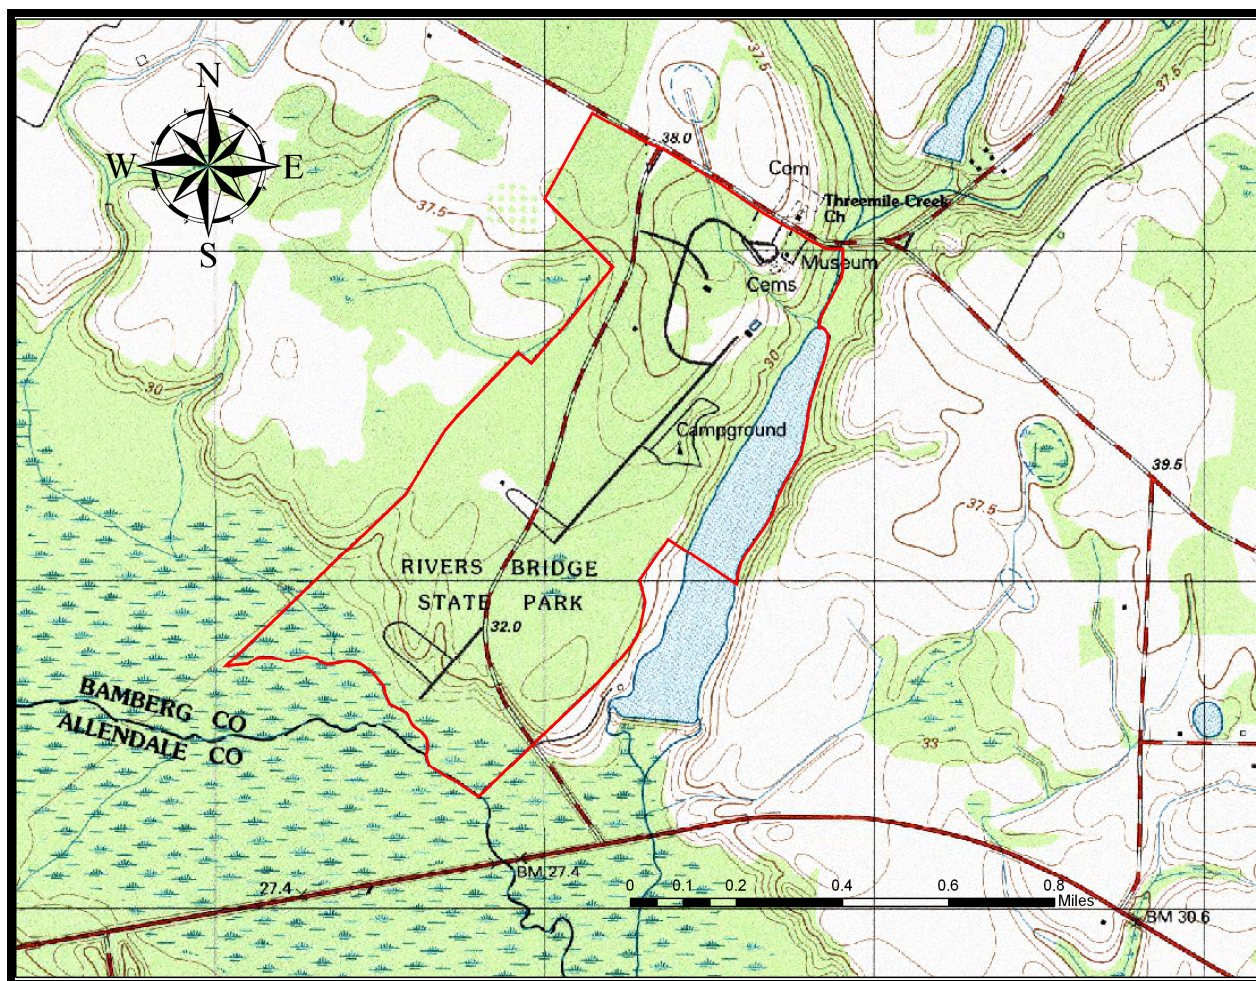 37.5
37.5
N
38.0
W
E
Com
Threemile Creek
Ch
37.5
S
Museum
Cems
30
30
Campground
39.5
37.5
RIVERS BRIDGE
STATE PARK
32.0
BAMBERG CO
ALLENDALE CO
33
BM 27.4
27.4
0 0.1 0.2 0.4 0.6 0.8
Miles
BM 30.6